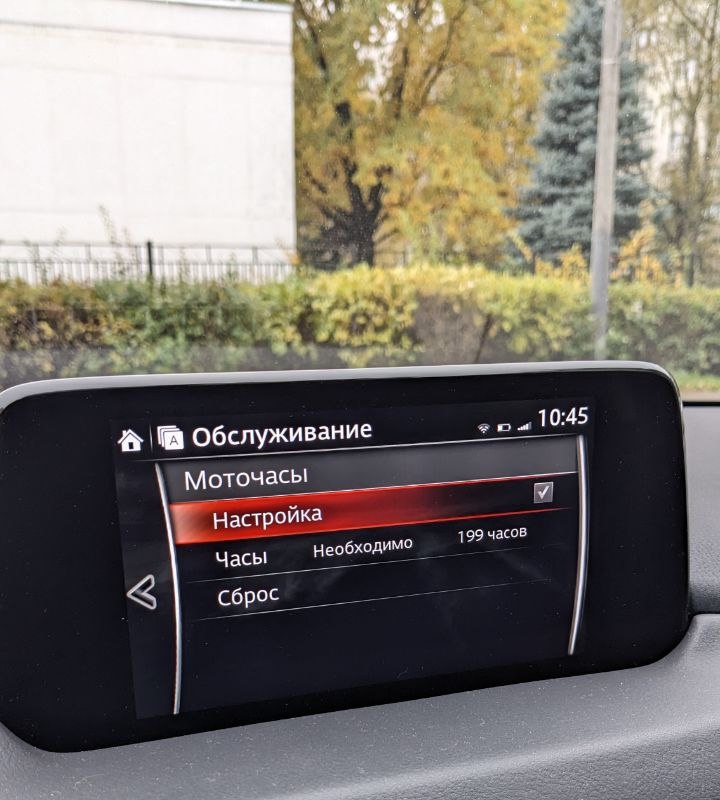 A Обслуживание 10:45
Моточасы
Настройка
Часы Необходимо 199 часов
Сброс